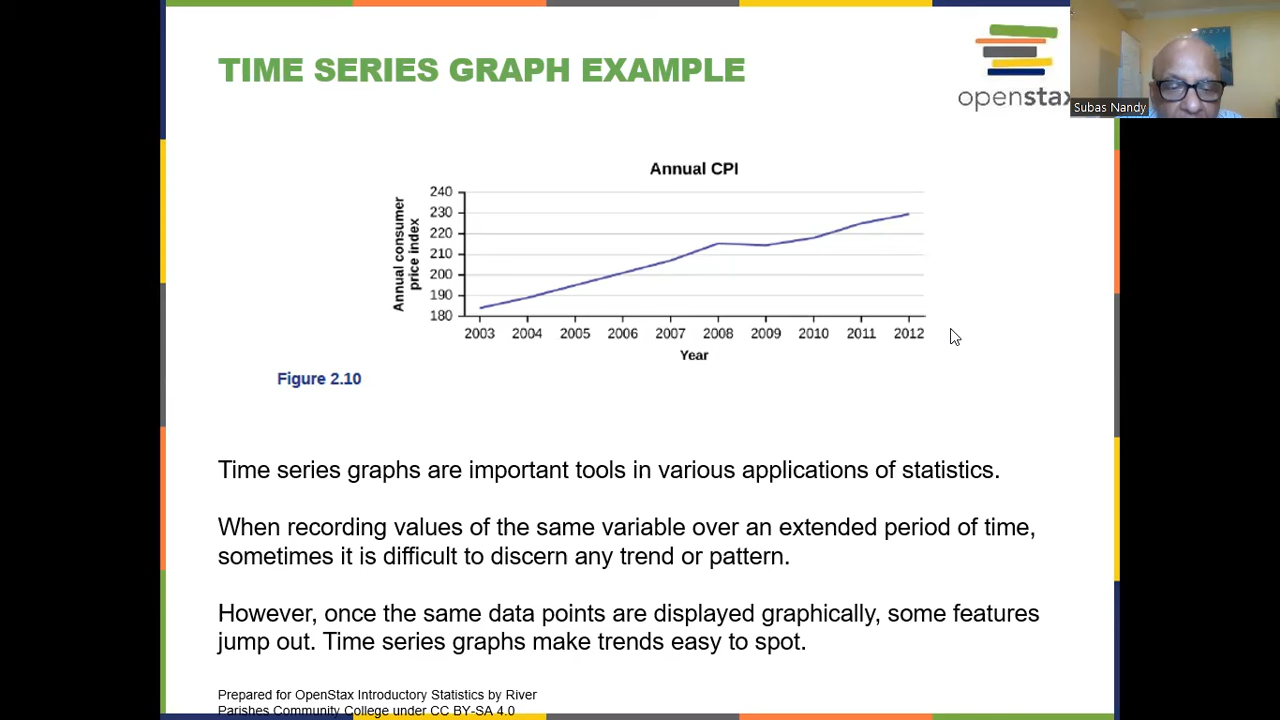 TIME SERIES GRAPH EXAMPLE
openstax
Subas Nandy
Annual CPI
Annual consumer
price index
240
230
220
210
200
190
180
2003 2004 2005 2006 2007 2008 2009 2010 2011 2012
Year
Figure 2.10
Time series graphs are important tools in various applications of statistics.
When recording values of the same variable over an extended period of time,
sometimes it is difficult to discern any trend or pattern.
However, once the same data points are displayed graphically, some features
jump out. Time series graphs make trends easy to spot.
Prepared for OpenStax Introductory Statistics by River
Parishes Community College under CC BY-SA 4.0